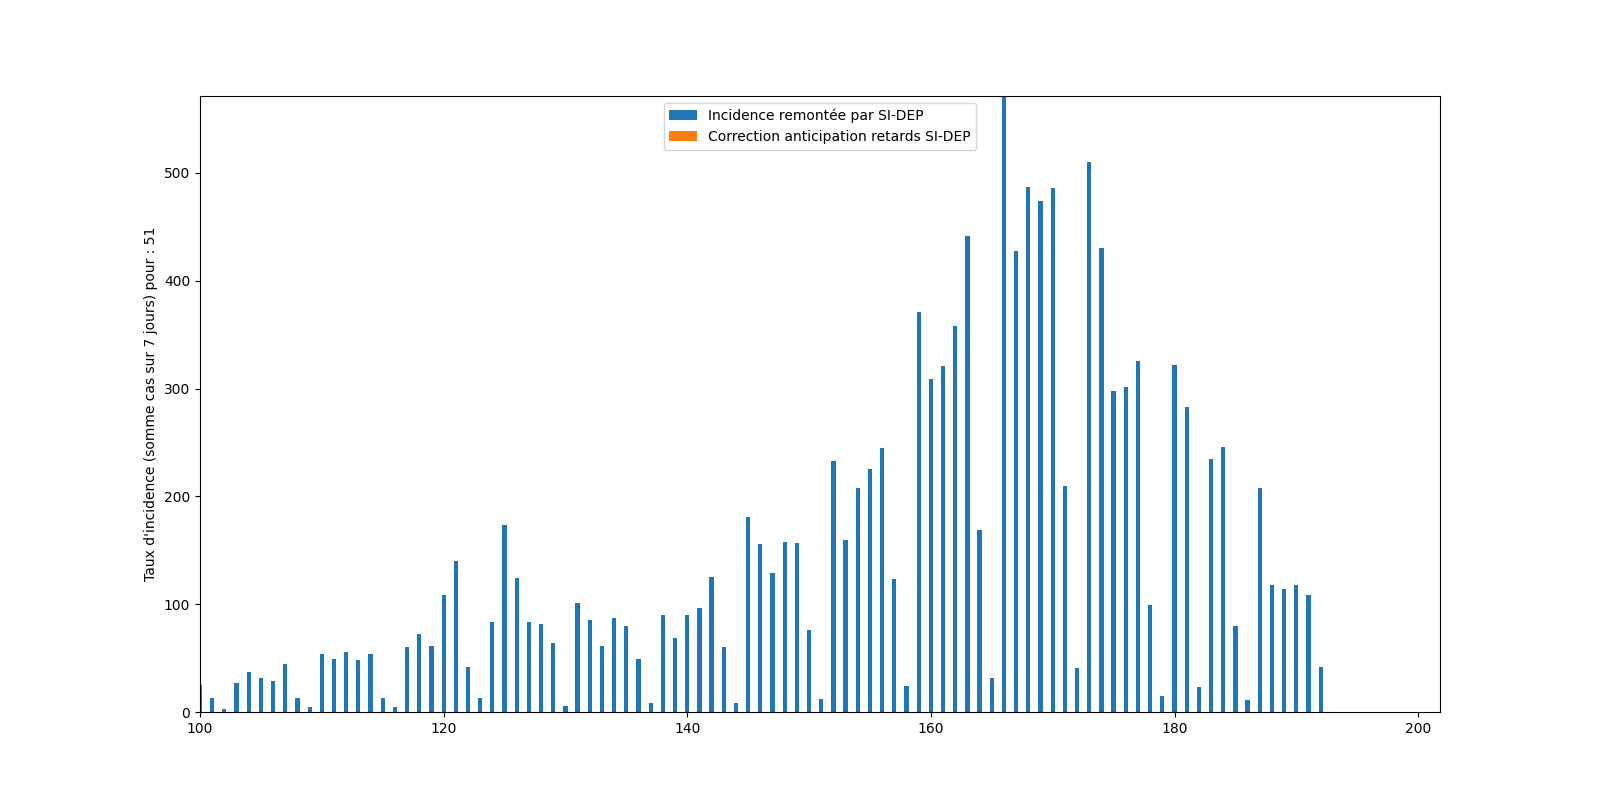 Incidence remontée par SI-DEP
Correction anticipation retards SI-DEP
Taux d'incidence (somme cas sur 7 jours) pour : 51
500
400
300
200
100
0
100 120 140 160 180 200